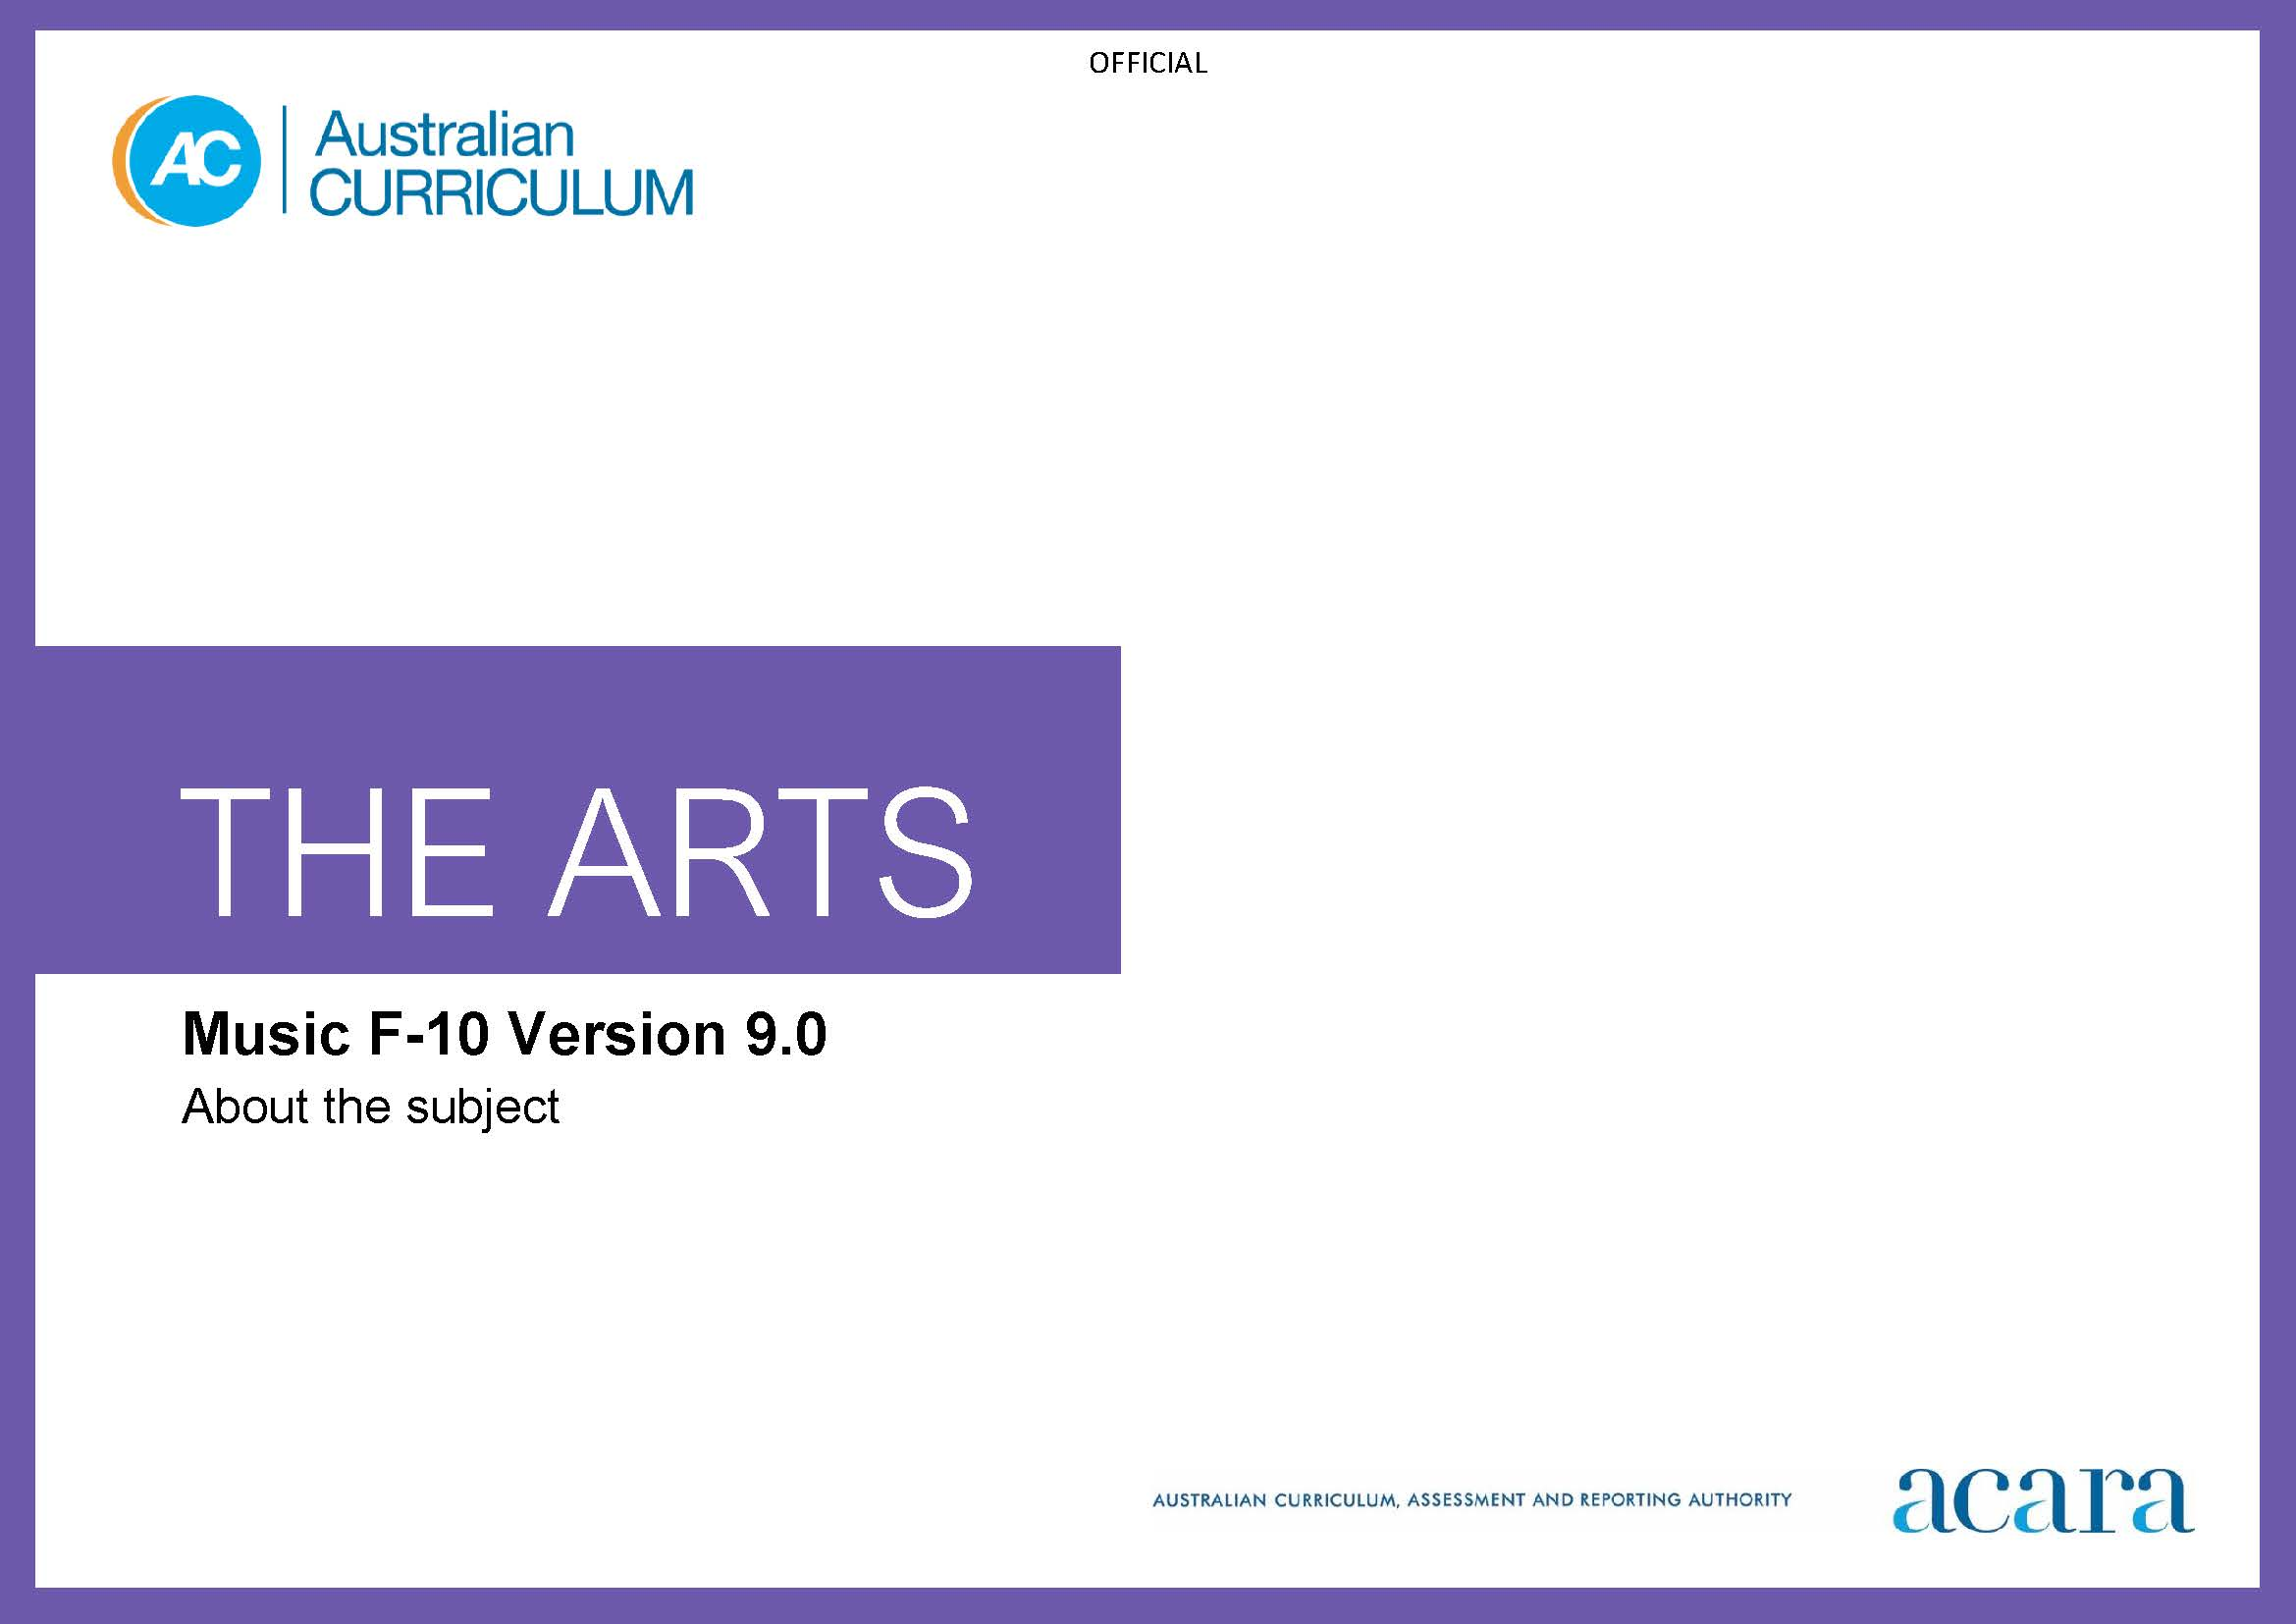 OFFICIAL
AC
Australian
CURRICULUM
THE ARTS
Music F-10 Version 9.0
About the subject
AUSTRALIAN CURRICULUM, ASSESSMENT AND REPORTING AUTHORITY
acara